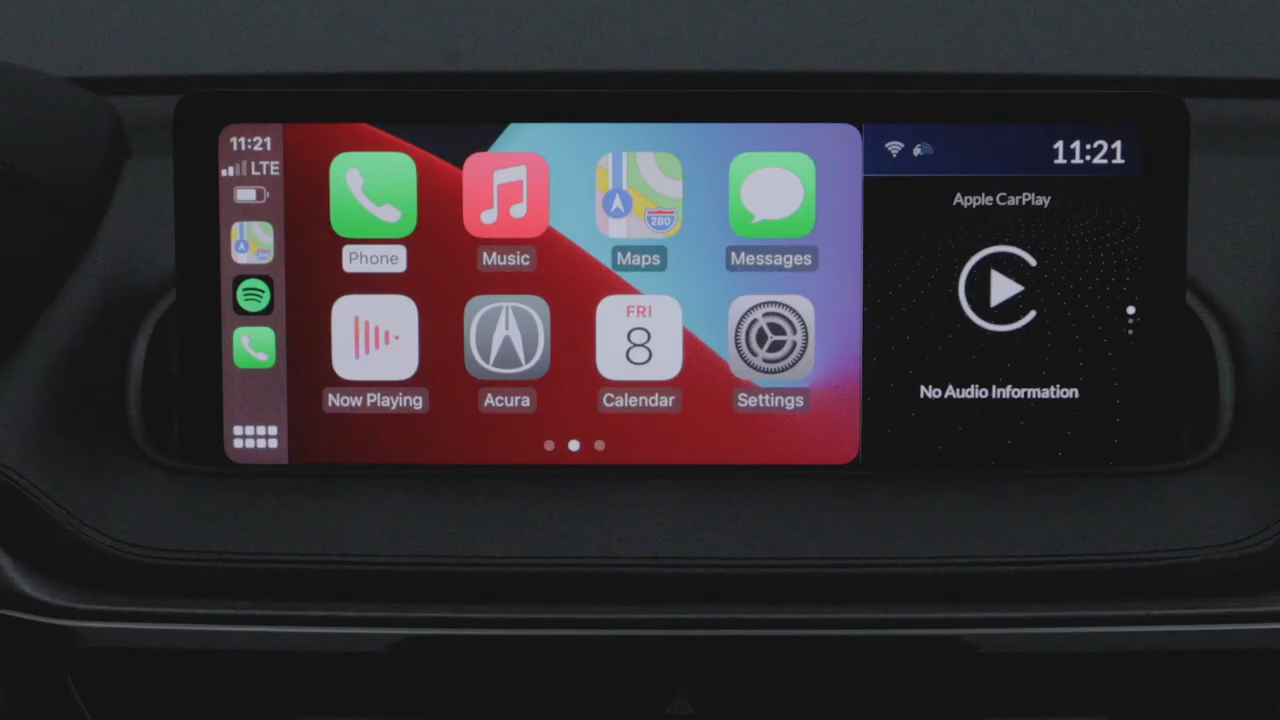 11:21
LTE
280
Phone
Music
Maps
Messages
FRI
8
Now Playing
Acura
Calendar
Settings
11:21
Apple CarPlay
No Audio Information